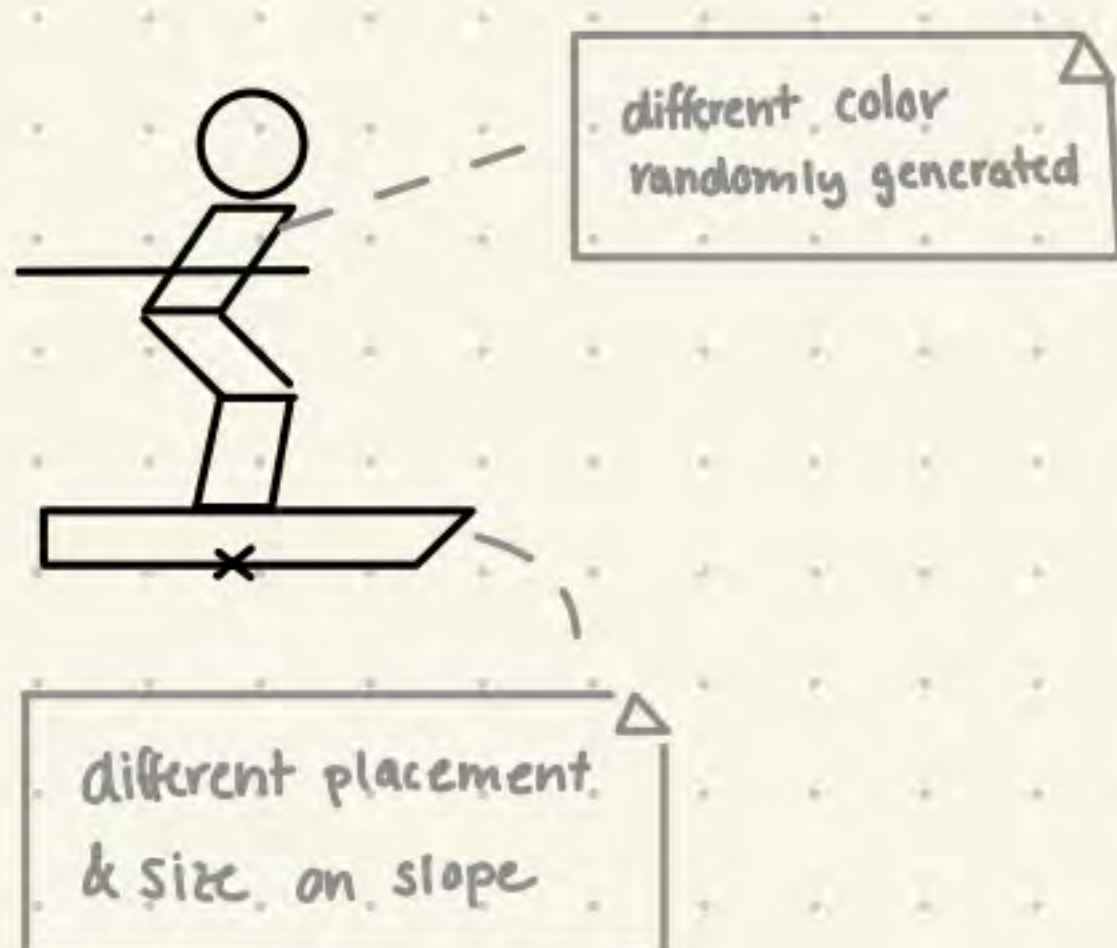 different color
randomly generated
different placement
& size on slope